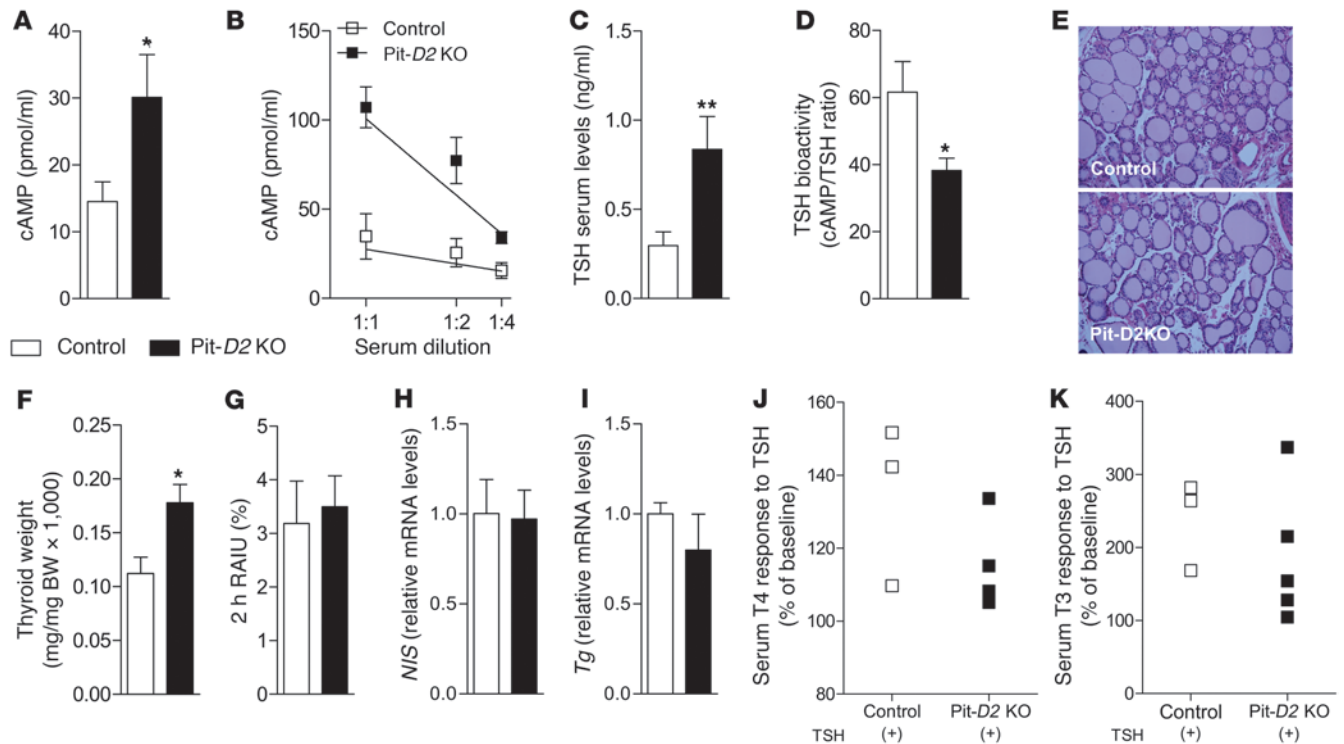 A
cAMP (pmol/ml)
40
30
20
10
0
*
B
cAMP (pmol/ml)
150
100
50
0
Control
Pit-D2 KO
1:1
1:2
1:4
Serum dilution
C
TSH serum levels (ng/ml)
1.5
1.0
0.5
0.0
**
D
TSH bioactivity
(cAMP/TSH ratio)
80
60
40
20
0
*
E
Control
Pit-D2KO
Control
Pit-D2 KO
F
Thyroid weight
(mg/mg BW × 1,000)
0.25
0.20
0.15
0.10
0.05
0.00
*
G
2 h RAIU (%)
5
4
3
2
1
0
H
NIS (relative mRNA levels)
1.5
1.0
0.5
0.0
I
Tg (relative mRNA levels)
1.5
1.0
0.5
0.0
J
Serum T4 response to TSH
(% of baseline)
160
140
120
100
80
Control
Pit-D2 KO
TSH
(+)
(+)
K
Serum T3 response to TSH
(% of baseline)
400
300
200
100
0
Control
Pit-D2 KO
TSH
(+)
(+)